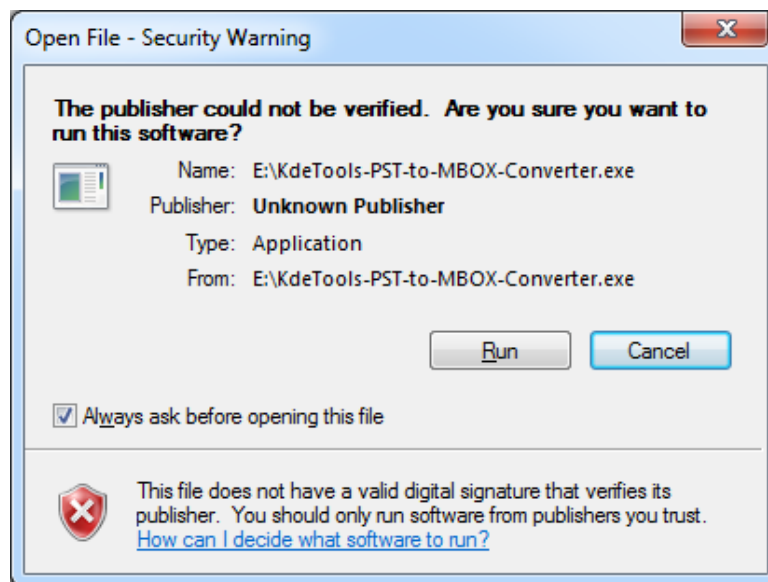 Open File - Security Warning
The publisher could not be verified.  Are you sure you want to
run this software?
Name: E:\KdeTools-PST-to-MBOX-Converter.exe
Publisher: Unknown Publisher
Type: Application
From: E:\KdeTools-PST-to-MBOX-Converter.exe
Run Cancel
Always ask before opening this file
This file does not have a valid digital signature that verifies its
publisher.  You should only run software from publishers you trust.
How can I decide what software to run?